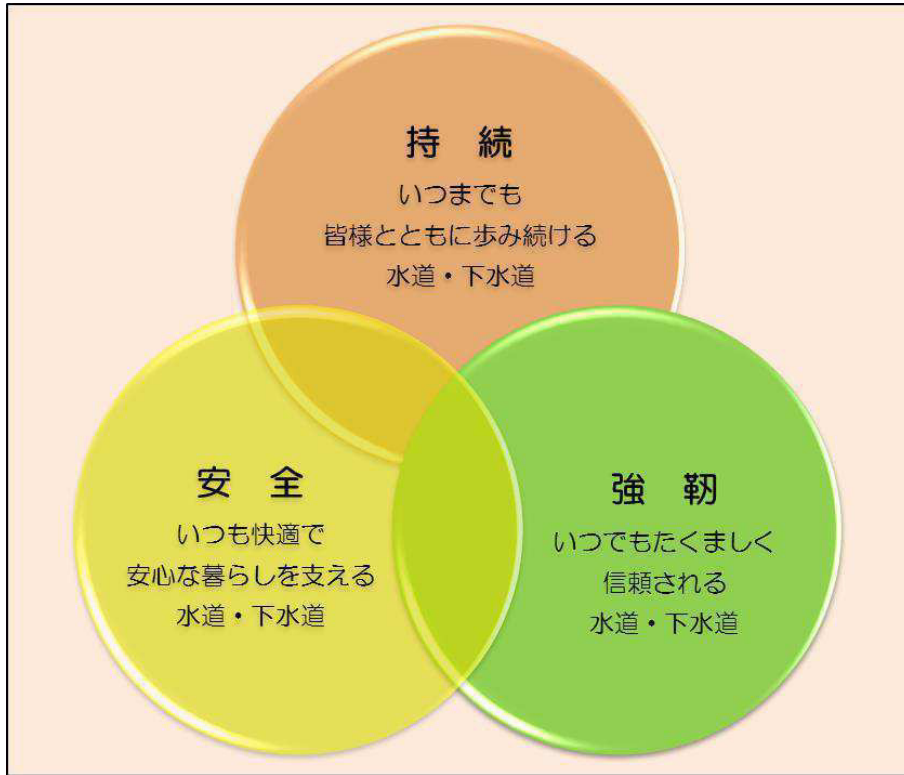 持　続
いつまでも
皆様とともに歩み続ける
水道・下水道
安　全
いつも快適で
安心な暮らしを支える
水道・下水道
強　靭
いつでもたくましく
信頼される
水道・下水道